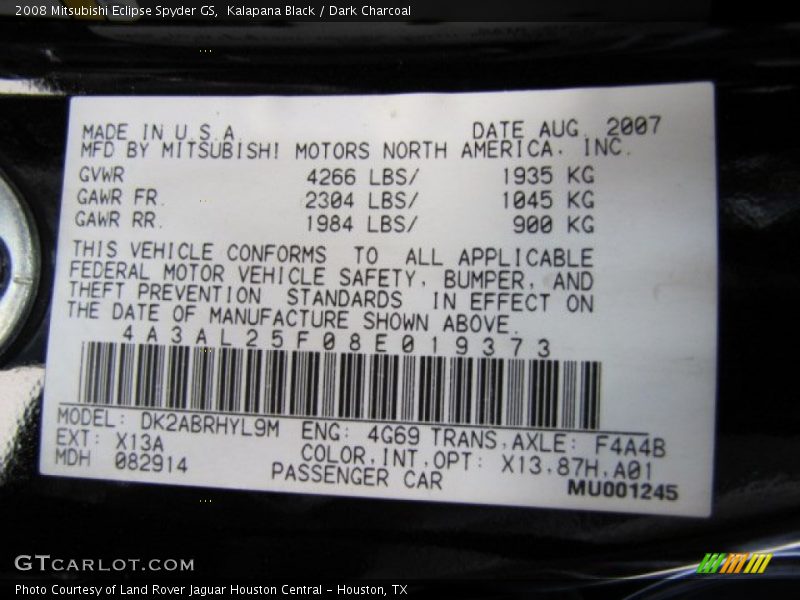 2008 Mitsubishi Eclipse Spyder GS, Kalapana Black / Dark Charcoal
MADE IN U.S.A. DATE AUG. 2007
MFD BY MITSUBISHI MOTORS NORTH AMERICA. INC.
GVWR 4266 LBS/ 1935 KG
GAWR FR. 2304 LBS/ 1045 KG
GAWR RR. 1984 LBS/ 900 KG
THIS VEHICLE CONFORMS TO ALL APPLICABLE
FEDERAL MOTOR VEHICLE SAFETY, BUMPER, AND
THEFT PREVENTION STANDARDS IN EFFECT ON
THE DATE OF MANUFACTURE SHOWN ABOVE.
4A3AL25F08E019373
MODEL: DK2ABRHYL9M ENG: 4G69 TRANS.AXLE: F4A4B
EXT: X13A COLOR.INT.OPT: X13.87H.A01
MDH 082914 PASSENGER CAR
MU001245
GTCARLOT.COM
Photo Courtesy of Land Rover Jaguar Houston Central - Houston, TX